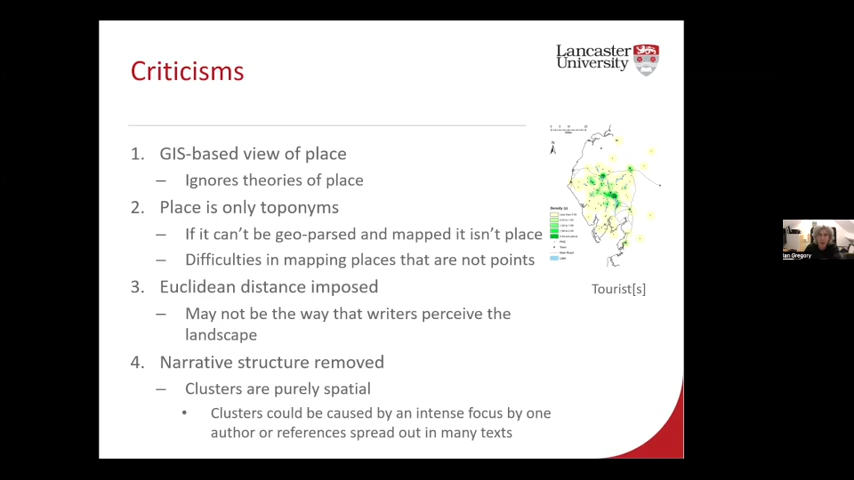 Criticisms
Lancaster
University
1. GIS-based view of place
– Ignores theories of place
2. Place is only toponyms
– If it can't be geo-parsed and mapped it isn't place
– Difficulties in mapping places that are not points
3. Euclidean distance imposed
– May not be the way that writers perceive the
landscape
4. Narrative structure removed
– Clusters are purely spatial
• Clusters could be caused by an intense focus by one
author or references spread out in many texts
Tourist[s]
Ian Gregory